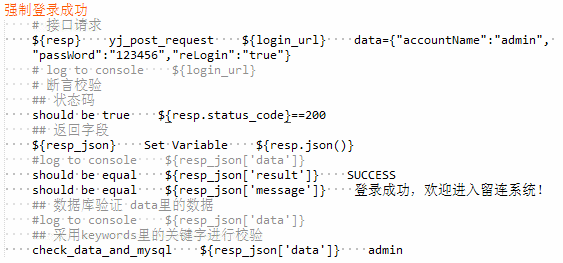 强制登录成功
# 接口请求
${resp}    yj_post_request    ${login_url}    data={"accountName":"admin",
"passWord":"123456","reLogin":"true"}
# log to console    ${login_url}
# 断言校验
## 状态码
should be true    ${resp.status_code}==200
## 返回字段
${resp_json}    Set Variable    ${resp.json()}
#log to console    ${resp_json['data']}
should be equal    ${resp_json['result']}    SUCCESS
should be equal    ${resp_json['message']}    登录成功，欢迎进入留连系统！
## 数据库验证 data里的数据
#log to console    ${resp_json['data']}
## 采用keywords里的关键字进行校验
check_data_and_mysql    ${resp_json['data']}    admin